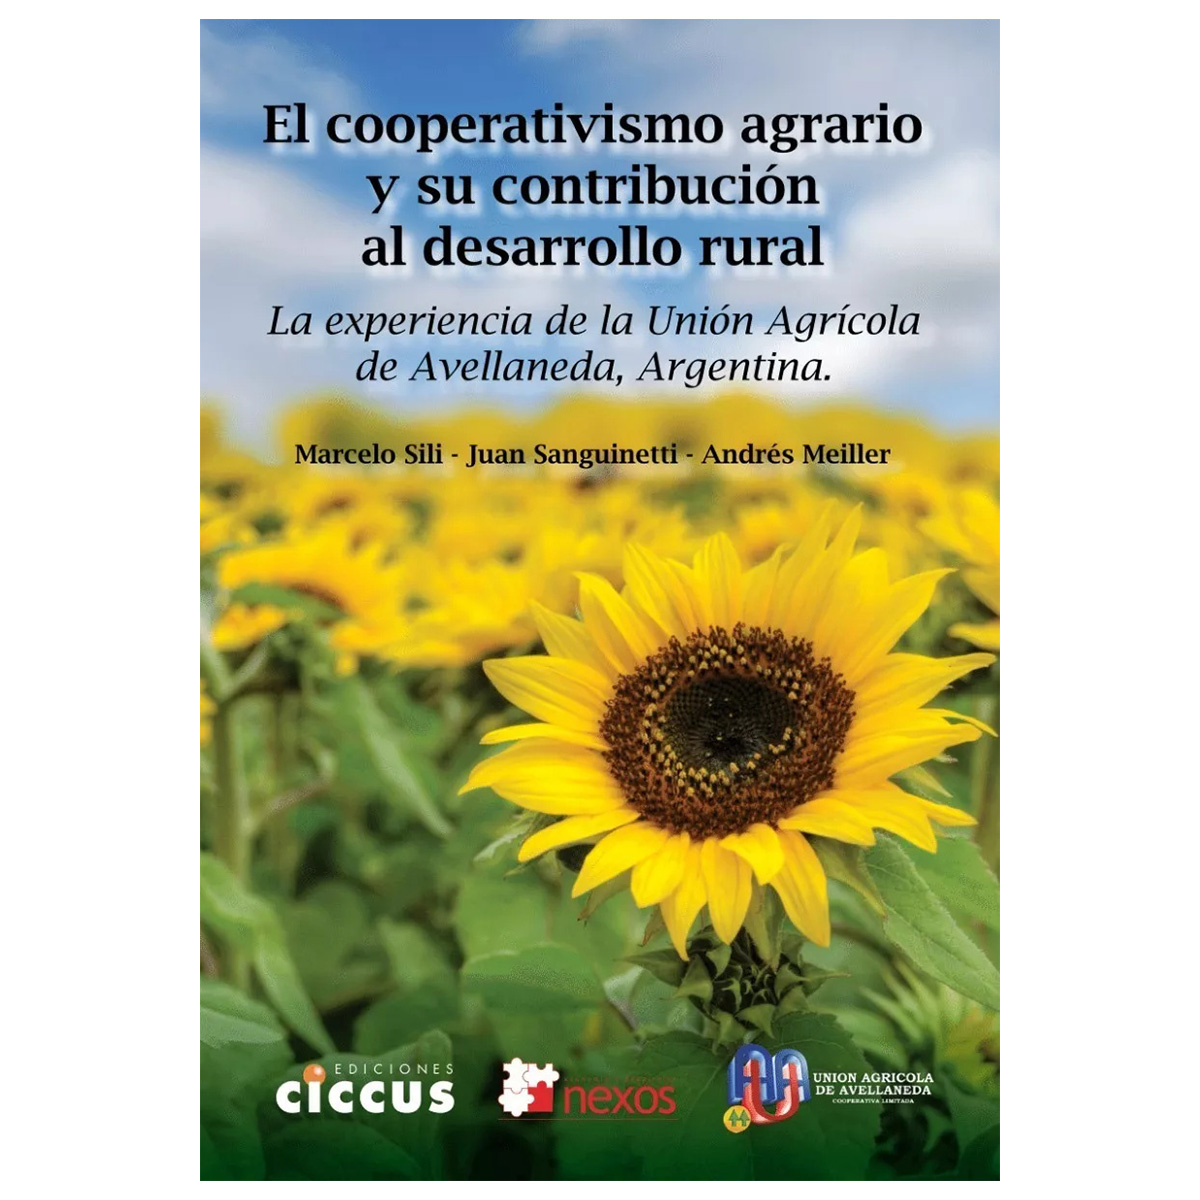 El cooperativismo agrario
y su contribución
al desarrollo rural
La experiencia de la Unión Agrícola
de Avellaneda, Argentina.
Marcelo Sili - Juan Sanguinetti - Andrés Meiller
EDICIONES
CICCUS
nexos
UNION AGRICOLA
DE AVELLANEDA
COOPERATIVA LIMITADA